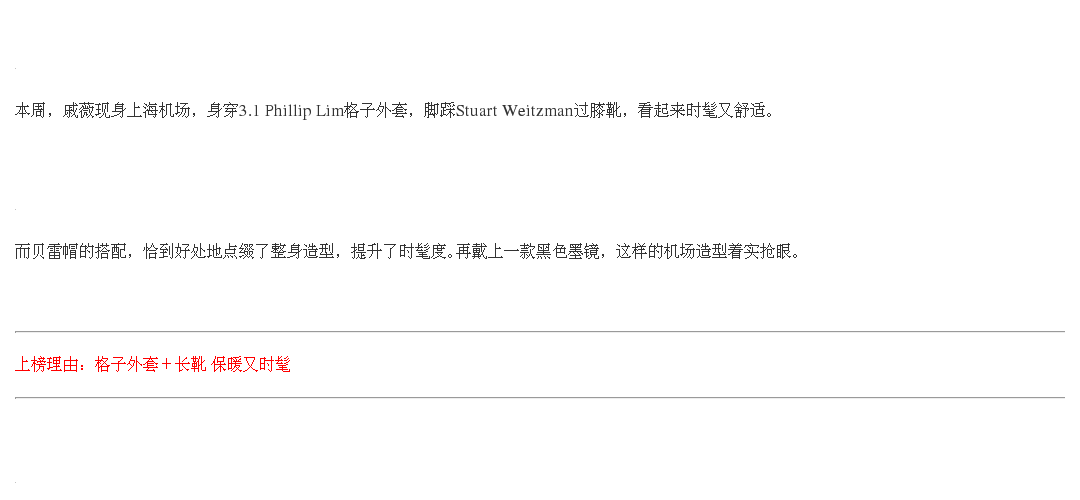 本周，戚薇现身上海机场，身穿3.1 Phillip Lim格子外套，脚踩Stuart Weitzman过膝靴，看起来时髦又舒适。
而贝雷帽的搭配，恰到好处地点缀了整身造型，提升了时髦度。再戴上一款黑色墨镜，这样的机场造型着实抢眼。
上榜理由：格子外套＋长靴 保暖又时髦